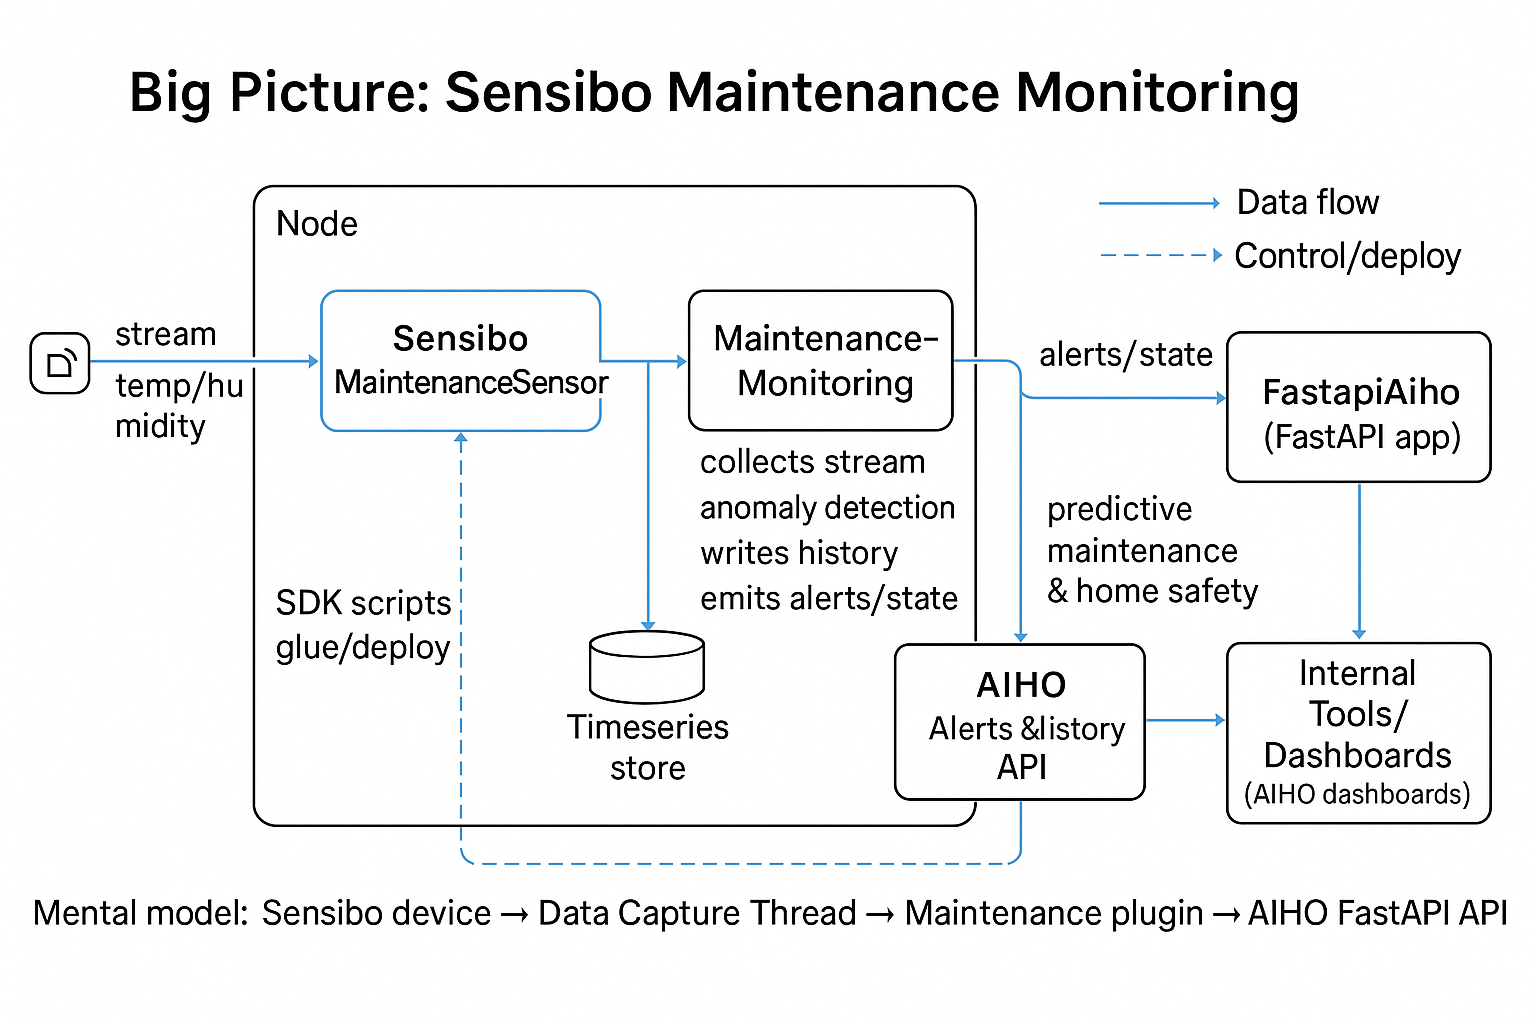 Big Picture: Sensibo Maintenance Monitoring
Node
Data flow
Control/deploy
stream
temp/hu
midity
Sensibo
MaintenanceSensor
Maintenance-
Monitoring
collects stream
anomaly detection
writes history
emits alerts/state
alerts/state
FastapiAiho
(FastAPI app)
predictive
maintenance
& home safety
SDK scripts
glue/deploy
Timeseries
store
AIHO
Alerts &listory
API
Internal
Tools/
Dashboards
(AIHO dashboards)
Mental model: Sensibo device → Data Capture Thread → Maintenance plugin → AIHO FastAPI API